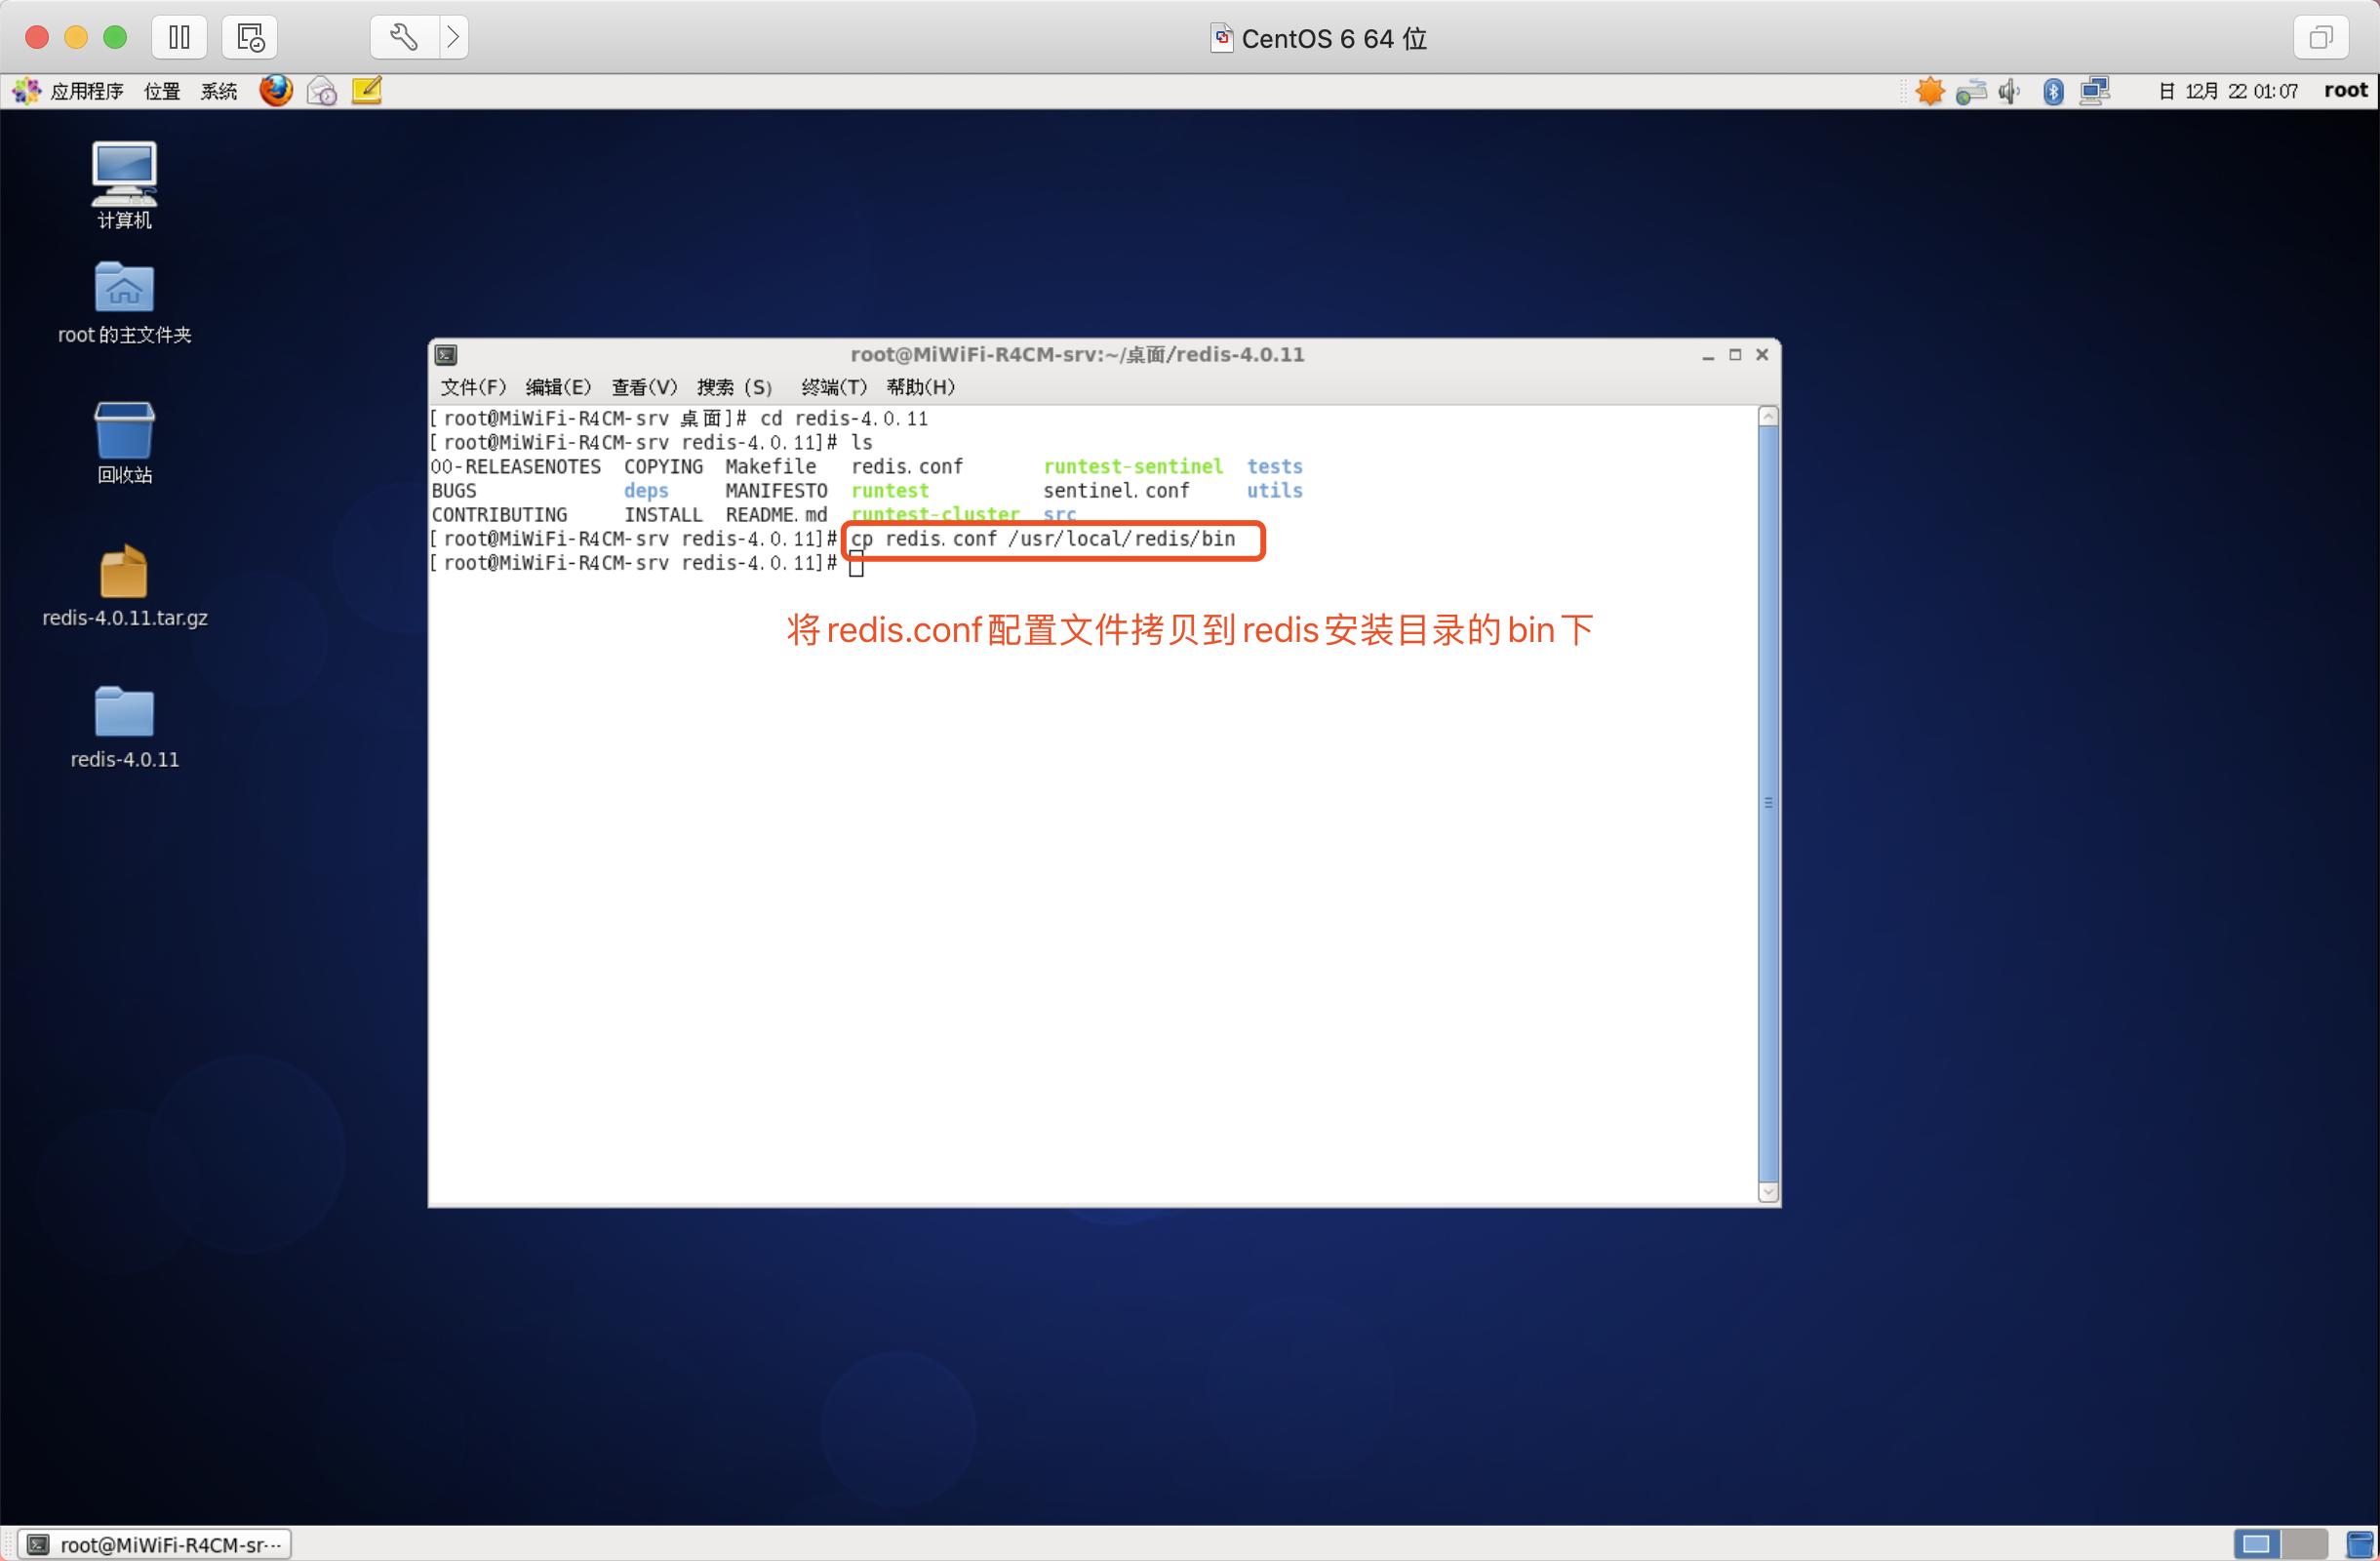 CentOS 6 64 位
应用程序 位置 系统
日 12月 22 01:07 root
计算机
root 的主文件夹
回收站
redis-4.0.11.tar.gz
redis-4.0.11
root@MiWiFi-R4CM-srv:~/桌面/redis-4.0.11
文件(F) 编辑(E) 查看(V) 搜索 (S) 终端(T) 帮助(H)
[root@MiWiFi-R4CM-srv 桌面]# cd redis-4.0.11
[root@MiWiFi-R4CM-srv redis-4.0.11]# ls
00-RELEASENOTES COPYING Makefile redis.conf runtest-sentinel tests
BUGS deps MANIFESTO runtest sentinel.conf utils
CONTRIBUTING INSTALL README.md runtest-cluster src
[root@MiWiFi-R4CM-srv redis-4.0.11]# cp redis.conf /usr/local/redis/bin
[root@MiWiFi-R4CM-srv redis-4.0.11]#
将redis.conf配置文件拷贝到redis安装目录的bin下
root@MiWiFi-R4CM-sr···